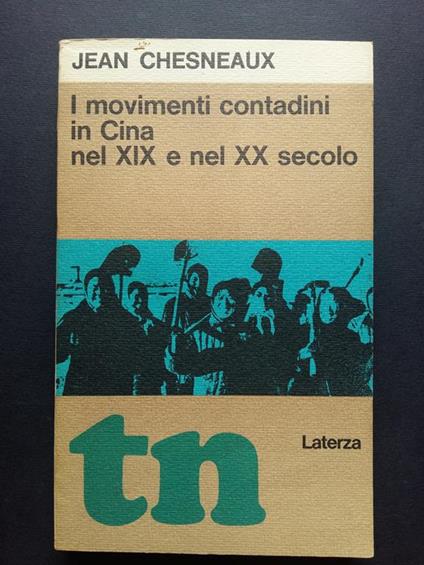 JEAN CHESNEAUX
I movimenti contadini
in Cina
nel XIX e nel XX secolo
tn
Laterza